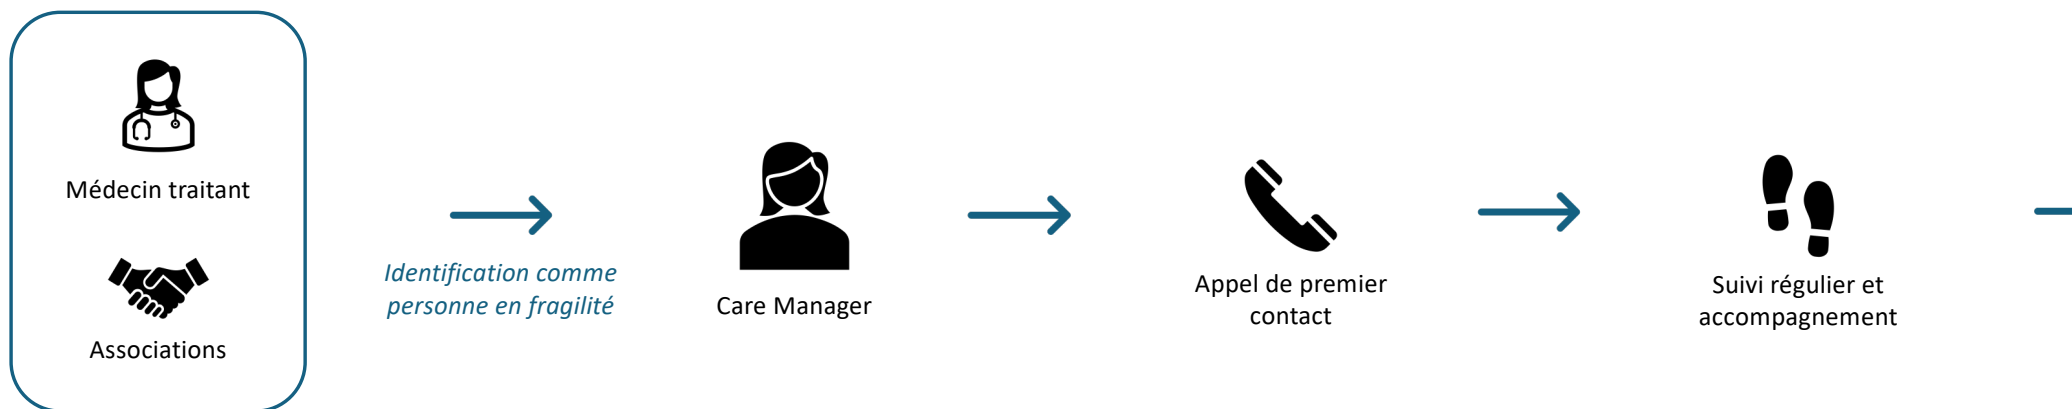 Médecin traitant
Associations
Identification comme
personne en fragilité
Care Manager
Appel de premier
contact
Suivi régulier et
accompagnement